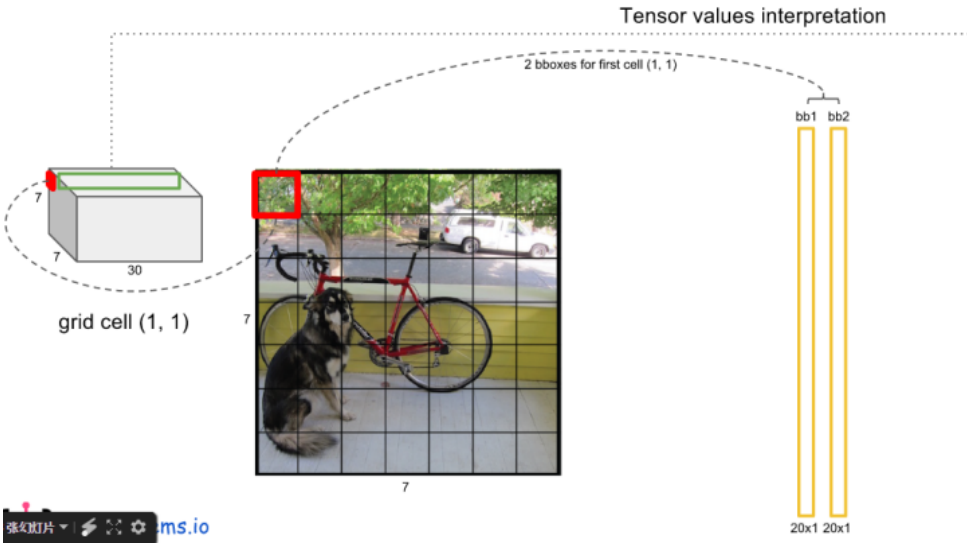 Tensor values interpretation
2 bboxes for first cell (1, 1)
bb1 bb2
7
7
30
grid cell (1, 1)
7
7
张幻灯片
ms.io
20x1 20x1